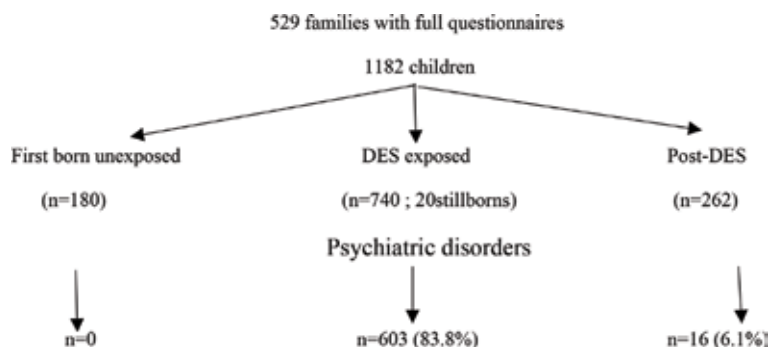 529 families with full questionnaires
1182 children
First born unexposed DES exposed Post-DES
(n=180) (n=740 ; 20stillborns) (n=262)
Psychiatric disorders
n=0 n=603 (83.8%) n=16 (6.1%)